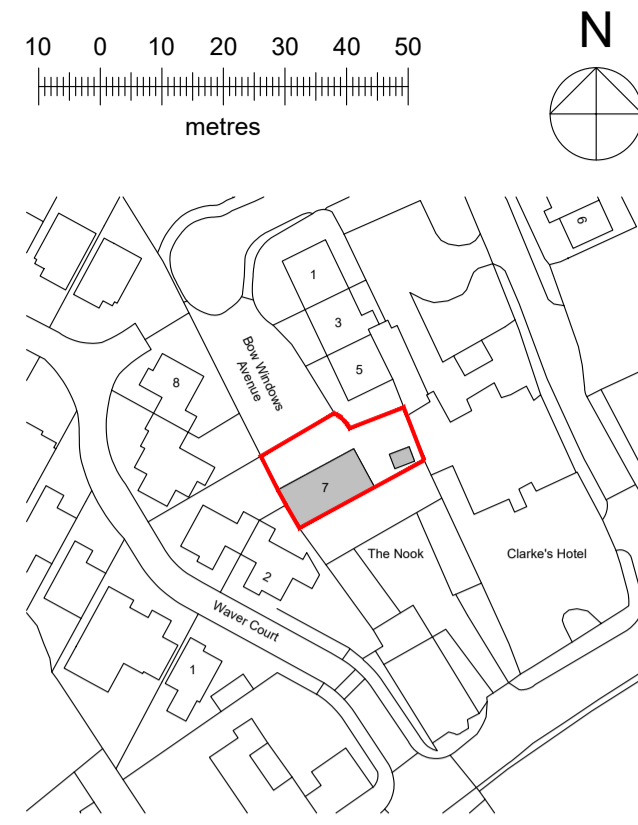 10 0 10 20 30 40 50
metres
N
6
1
3
5
Bow Windows
Avenue
8
7
The Nook
Clarke's Hotel
2
Waver Court
1